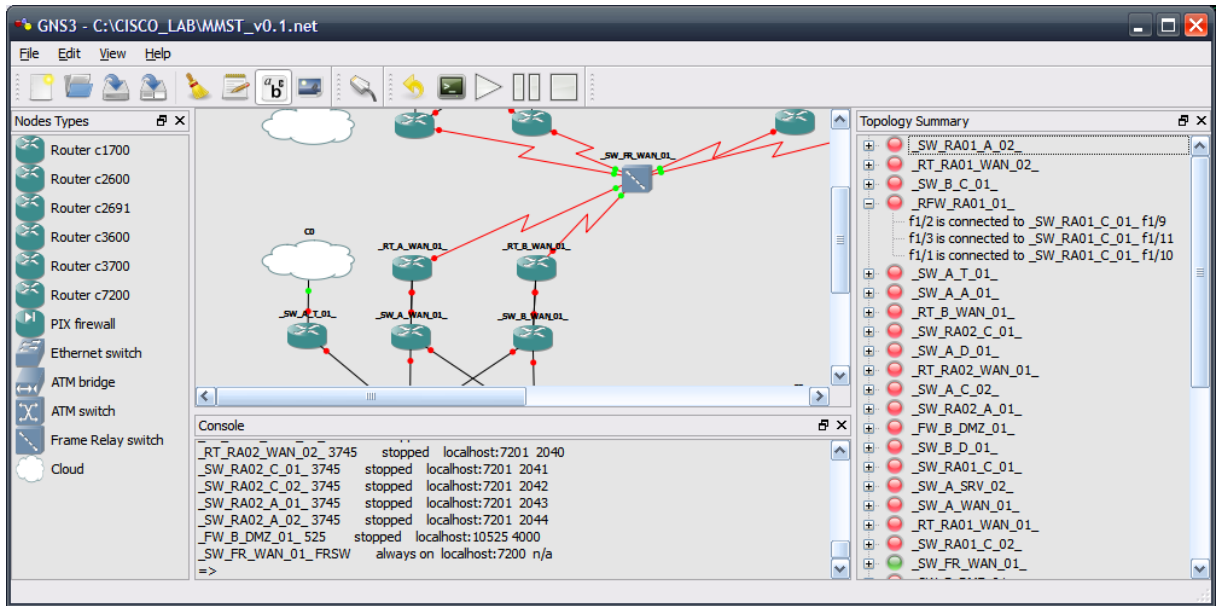 GNS3 - C:\CISCO_LAB\MMST_v0.1.net
File Edit View Help
Nodes Types
Router c1700
Router c2600
Router c2691
Router c3600
Router c3700
Router c7200
PIX firewall
Ethernet switch
ATM bridge
ATM switch
Frame Relay switch
Cloud
_SW_FR_WAN_01_
CD
_RT_A_WAN_01_
_RT_B_WAN_01_
_SW_A_T_01_
_SW_A_WAN_01_
_SW_B_WAN_01_
Console
_RT_RA02_WAN_02_ 3745 stopped localhost:7201 2040
_SW_RA02_C_01_ 3745 stopped localhost:7201 2041
_SW_RA02_C_02_ 3745 stopped localhost:7201 2042
_SW_RA02_A_01_ 3745 stopped localhost:7201 2043
_SW_RA02_A_02_ 3745 stopped localhost:7201 2044
_FW_B_DMZ_01_ 525 stopped localhost:10525 4000
_SW_FR_WAN_01_ FRSW always on localhost:7200 n/a
=>
Topology Summary
_SW_RA01_A_02_
_RT_RA01_WAN_02_
_SW_B_C_01_
_RFW_RA01_01_
f1/2 is connected to _SW_RA01_C_01_ f1/9
f1/3 is connected to _SW_RA01_C_01_ f1/11
f1/1 is connected to _SW_RA01_C_01_ f1/10
_SW_A_T_01_
_SW_A_A_01_
_RT_B_WAN_01_
_SW_RA02_C_01_
_SW_A_D_01_
_RT_RA02_WAN_01_
_SW_A_C_02_
_SW_RA02_A_01_
_FW_B_DMZ_01_
_SW_B_D_01_
_SW_RA01_C_01_
_SW_A_SRV_02_
_SW_A_WAN_01_
_RT_RA01_WAN_01_
_SW_RA01_C_02_
_SW_FR_WAN_01_